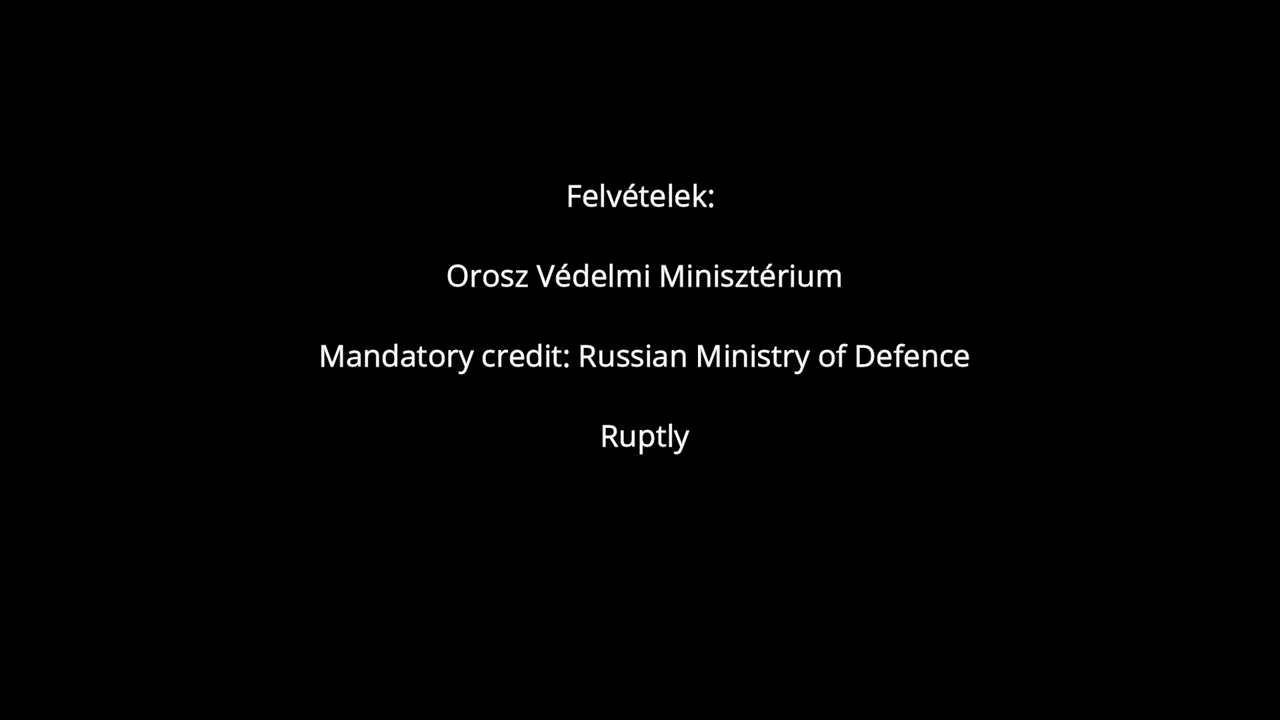 Felvételek:
Orosz Védelmi Minisztérium
Mandatory credit: Russian Ministry of Defence
Ruptly